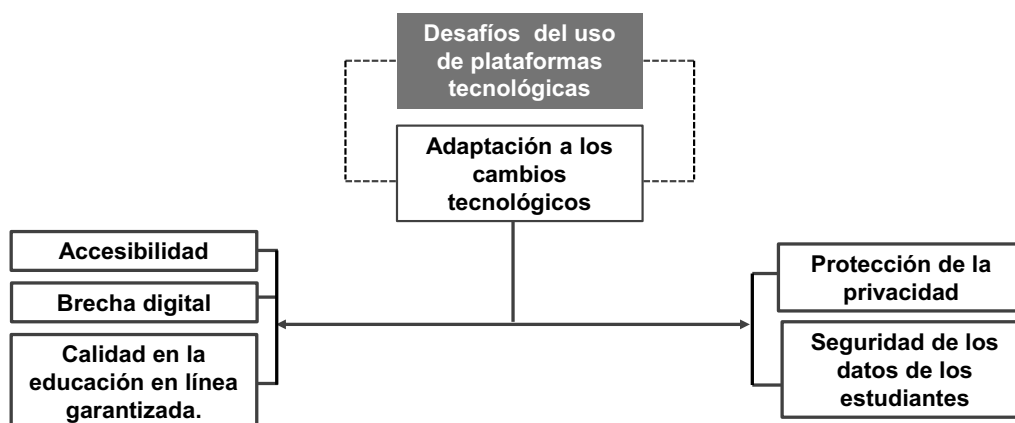 Desafíos del uso
de plataformas
tecnológicas
Adaptación a los
cambios
tecnológicos
Accesibilidad
Brecha digital
Calidad en la
educación en línea
garantizada.
Protección de la
privacidad
Seguridad de los
datos de los
estudiantes